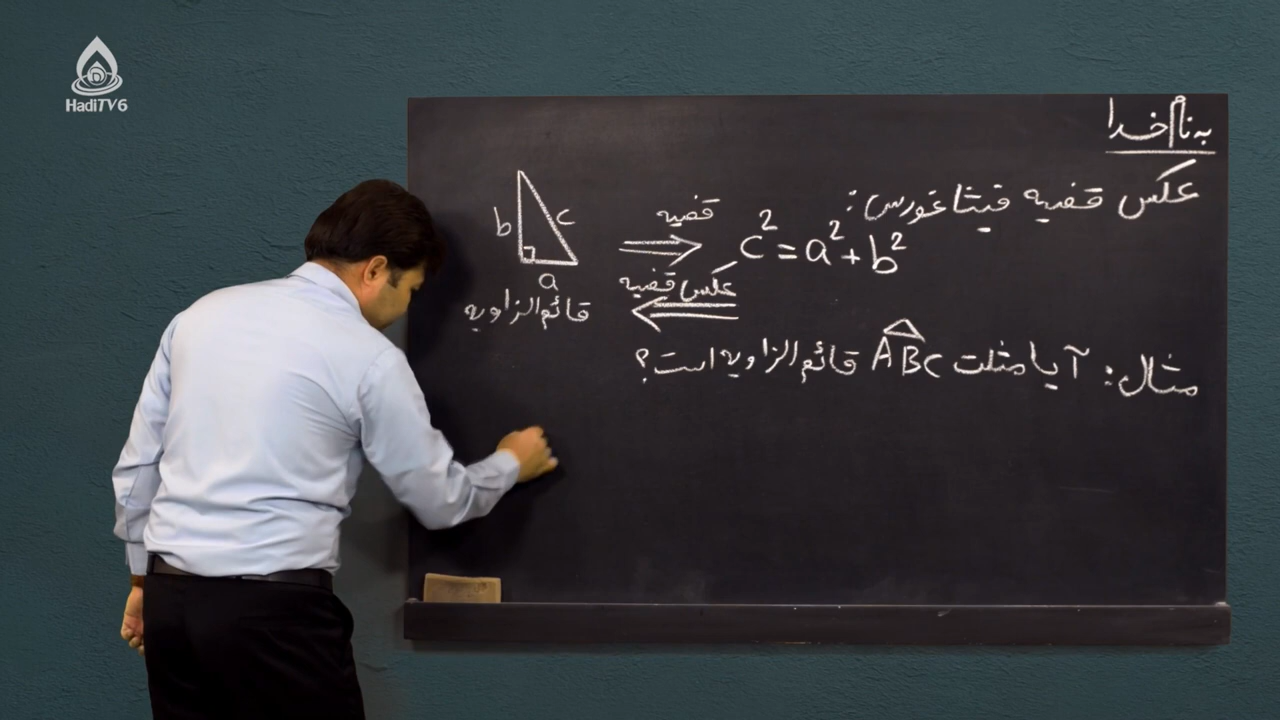 HadiTV6
به نام خدا
عکس قضیه فیثاغورس:
b c a
قضیه
c² = a² + b²
عکس قضیه
قائم الزاویه
مثال: آیا مثلت ABC قائم الزاویه است؟